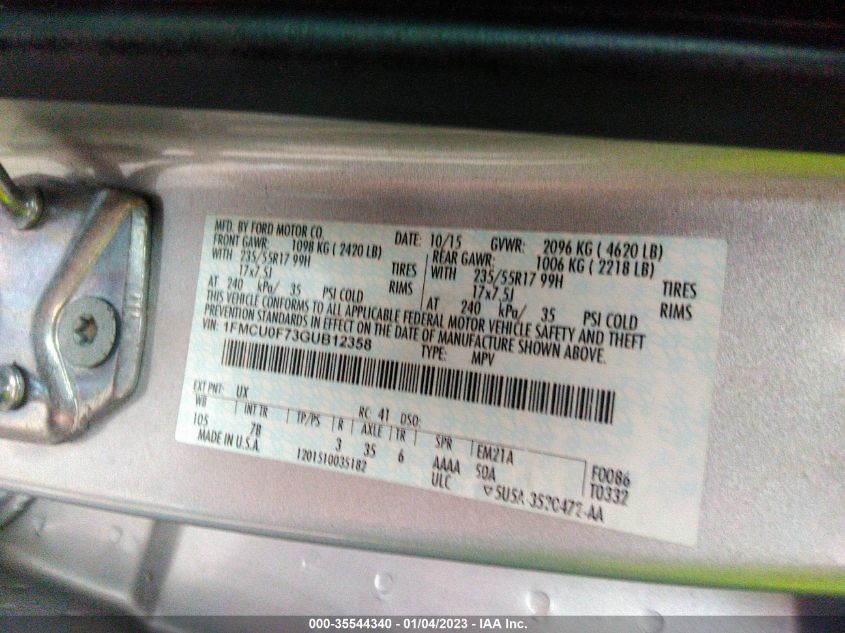 MFD. BY FORD MOTOR CO. DATE: 10/15 GVWR: 2096 KG ( 4620 LB)
FRONT GAWR: 1098 KG ( 2420 LB) REAR GAWR: 1006 KG ( 2218 LB)
WITH 235/55R17 99H TIRES WITH 235/55R17 99H TIRES
17x7.5J RIMS 17x7.5J RIMS
AT 240 kPa/ 35 PSI COLD AT 240 kPa/ 35 PSI COLD
THIS VEHICLE CONFORMS TO ALL APPLICABLE FEDERAL MOTOR VEHICLE SAFETY AND THEFT
PREVENTION STANDARDS IN EFFECT ON THE DATE OF MANUFACTURE SHOWN ABOVE.
VIN: 1FMCU0F73GUB12358 TYPE: MPV
EXT PNT: UX RC: 41 DSO:
WB INT TR TP/PS R AXLE TR SPR EM21A F0086
105 7B 3 35 6 AAAA 50A T0332
MADE IN U.S.A. 1201510035182 ULC
000-35544340 - 01/04/2023 - IAA Inc.